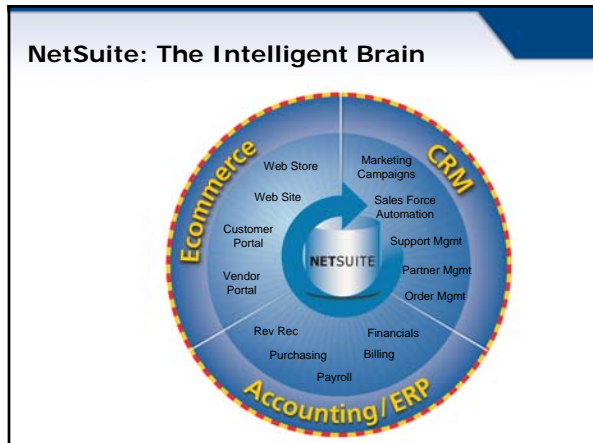 NetSuite: The Intelligent Brain
Ecommerce
Web Store
Web Site
Customer
Portal
Vendor
Portal
CRM
Marketing
Campaigns
Sales Force
Automation
Support Mgmt
Partner Mgmt
Order Mgmt
NETSUITE
Rev Rec
Financials
Purchasing
Billing
Payroll
Accounting/ERP